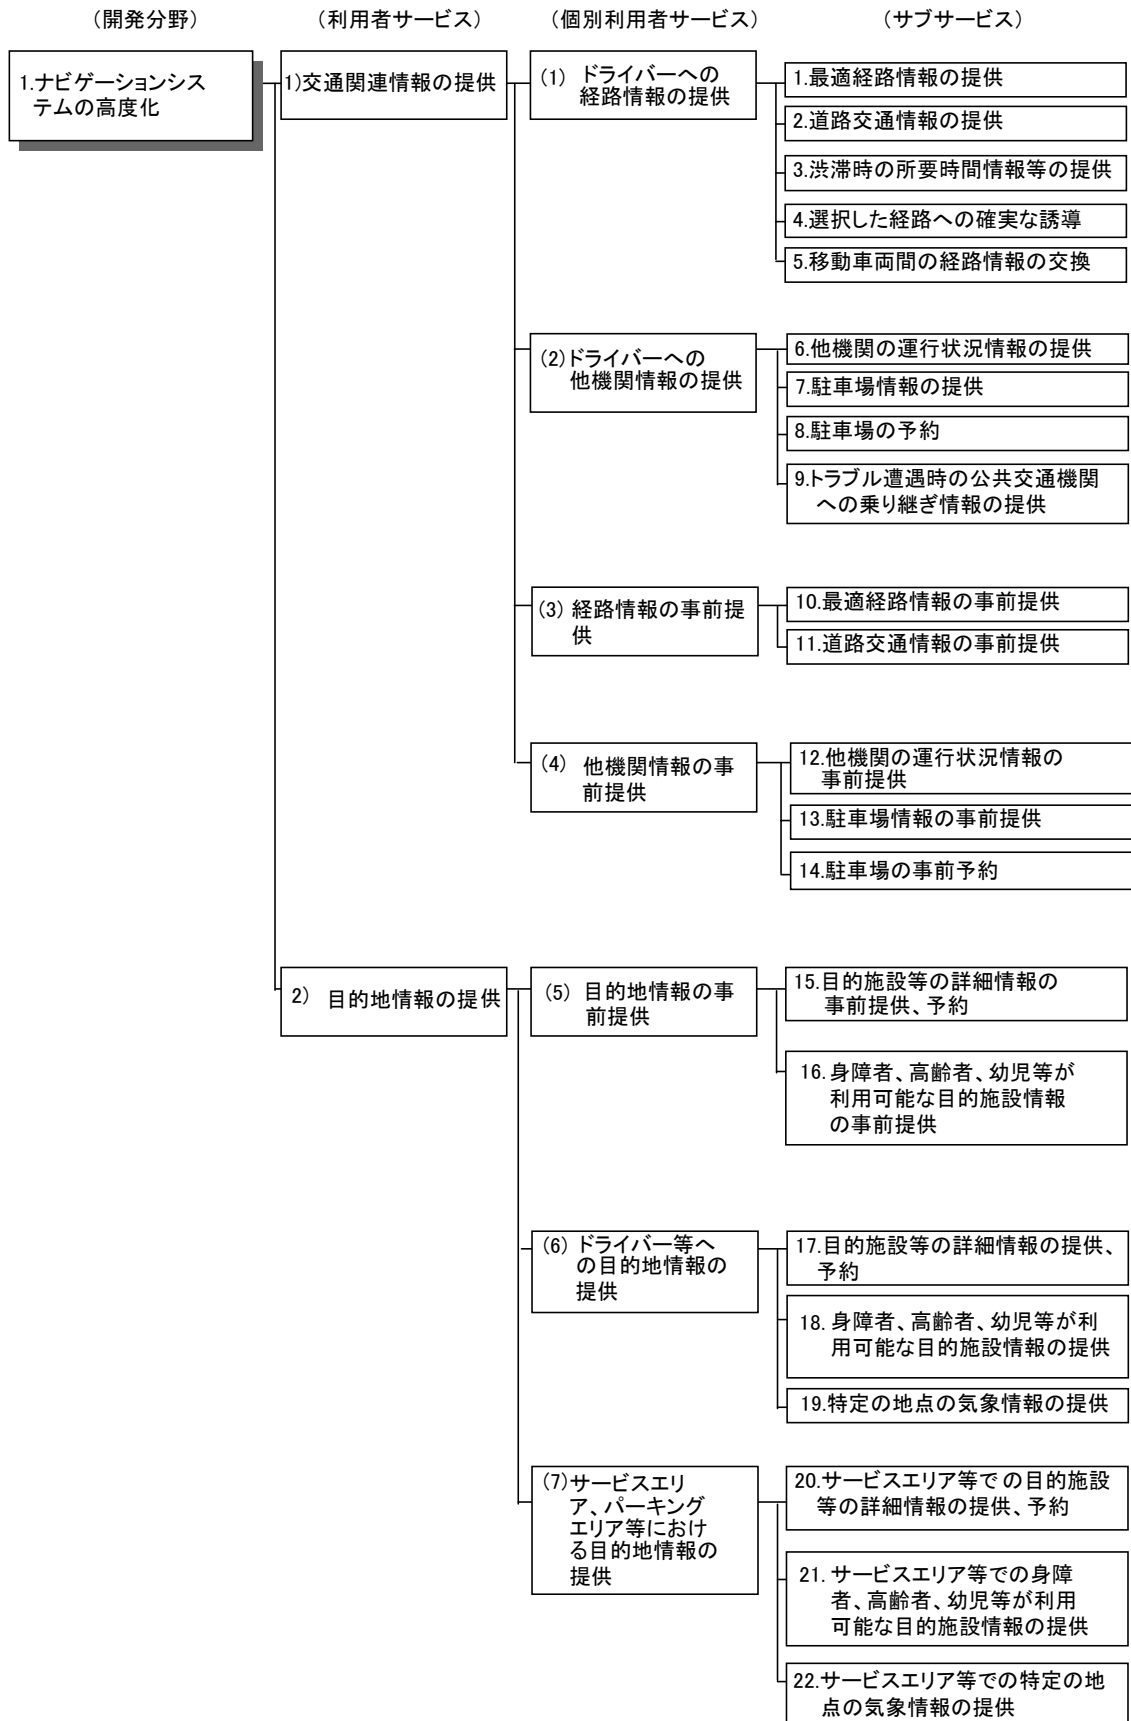 （開発分野）
（利用者サービス）
（個別利用者サービス）
（サブサービス）
1.ナビゲーションシス
テムの高度化
1)交通関連情報の提供
(1) ドライバーへの
経路情報の提供
1.最適経路情報の提供
2.道路交通情報の提供
3.渋滞時の所要時間情報等の提供
4.選択した経路への確実な誘導
5.移動車両間の経路情報の交換
(2)ドライバーへの
他機関情報の提供
6.他機関の運行状況情報の提供
7.駐車場情報の提供
8.駐車場の予約
9.トラブル遭遇時の公共交通機関
への乗り継ぎ情報の提供
(3) 経路情報の事前提
供
10.最適経路情報の事前提供
11.道路交通情報の事前提供
(4) 他機関情報の事
前提供
12.他機関の運行状況情報の
事前提供
13.駐車場情報の事前提供
14.駐車場の事前予約
2) 目的地情報の提供
(5) 目的地情報の事
前提供
15.目的施設等の詳細情報の
事前提供、予約
16.身障者、高齢者、幼児等が
利用可能な目的施設情報
の事前提供
(6) ドライバー等へ
の目的地情報の
提供
17.目的施設等の詳細情報の提供、
予約
18.身障者、高齢者、幼児等が利
用可能な目的施設情報の提供
19.特定の地点の気象情報の提供
(7)サービスエリ
ア、パーキング
エリア等におけ
る目的地情報の
提供
20.サービスエリア等での目的施設
等の詳細情報の提供、予約
21.サービスエリア等での身障
者、高齢者、幼児等が利用
可能な目的施設情報の提供
22.サービスエリア等での特定の地
点の気象情報の提供